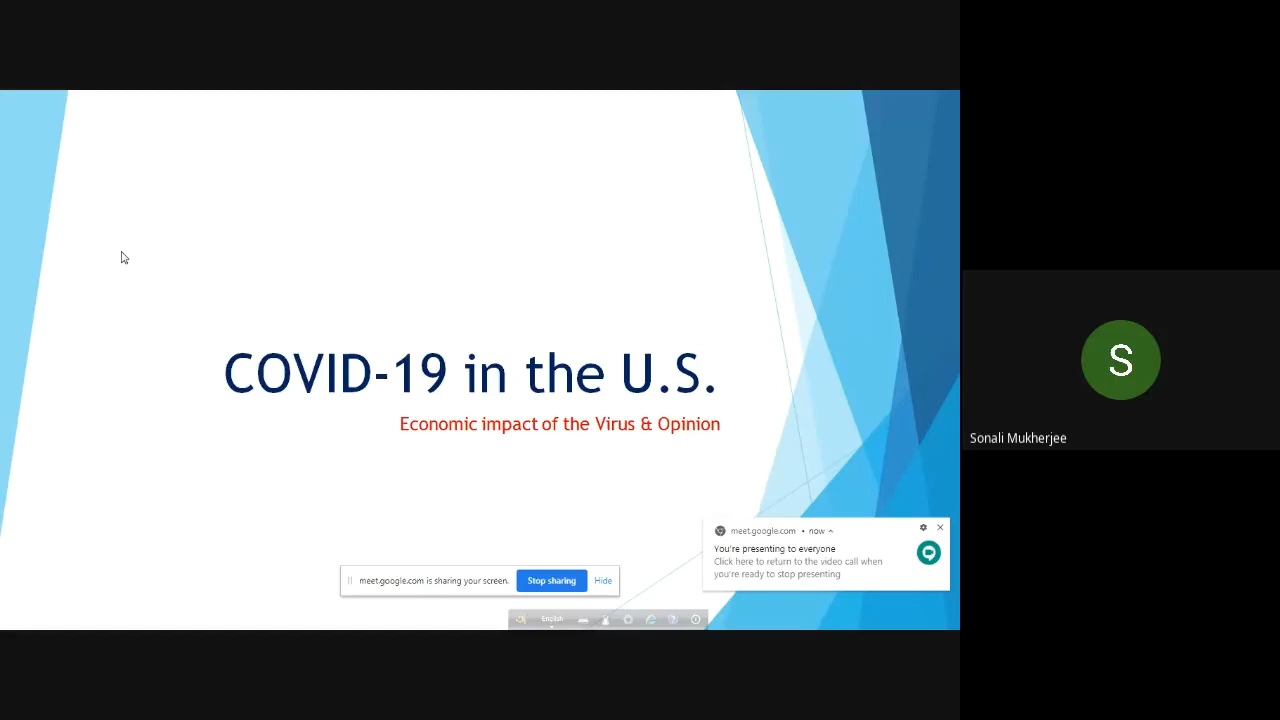 COVID-19 in the U.S.
Economic impact of the Virus & Opinion
S
Sonali Mukherjee
meet.google.com • now
You're presenting to everyone
Click here to return to the video call when
you're ready to stop presenting
meet.google.com is sharing your screen. Stop sharing Hide
English